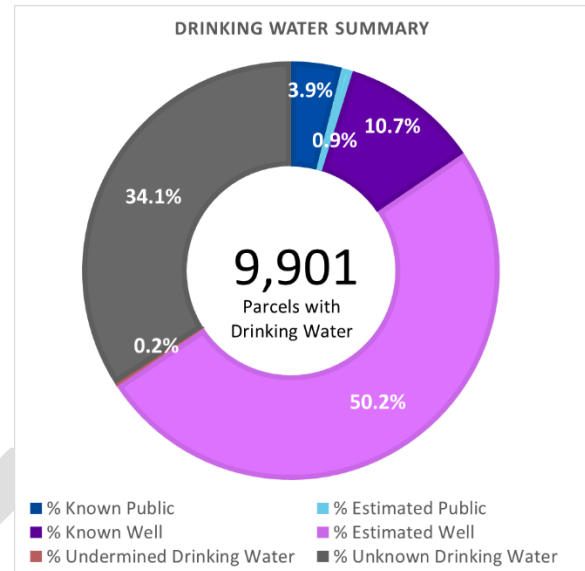 DRINKING WATER SUMMARY
3.9%
0.9%
10.7%
34.1%
9,901
Parcels with
Drinking Water
0.2%
50.2%
% Known Public
% Estimated Public
% Known Well
% Estimated Well
% Undermined Drinking Water
% Unknown Drinking Water